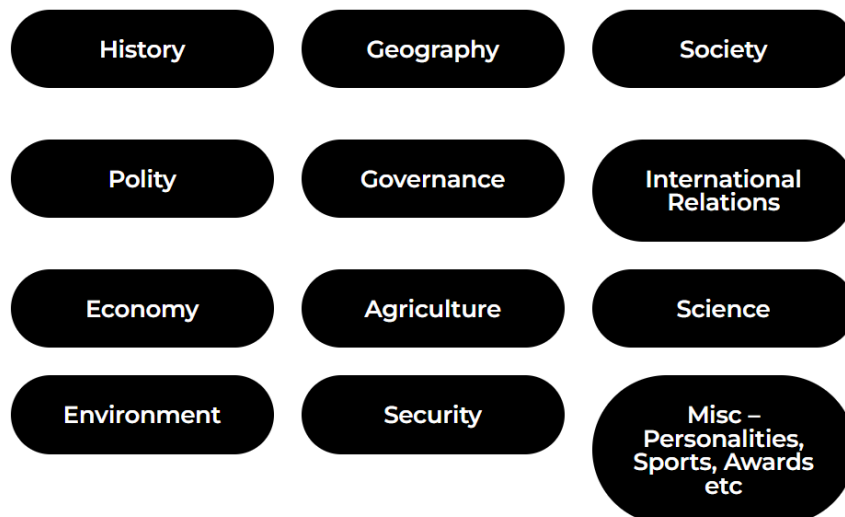 History
Geography
Society
Polity
Governance
International
Relations
Economy
Agriculture
Science
Environment
Security
Misc –
Personalities,
Sports, Awards
etc